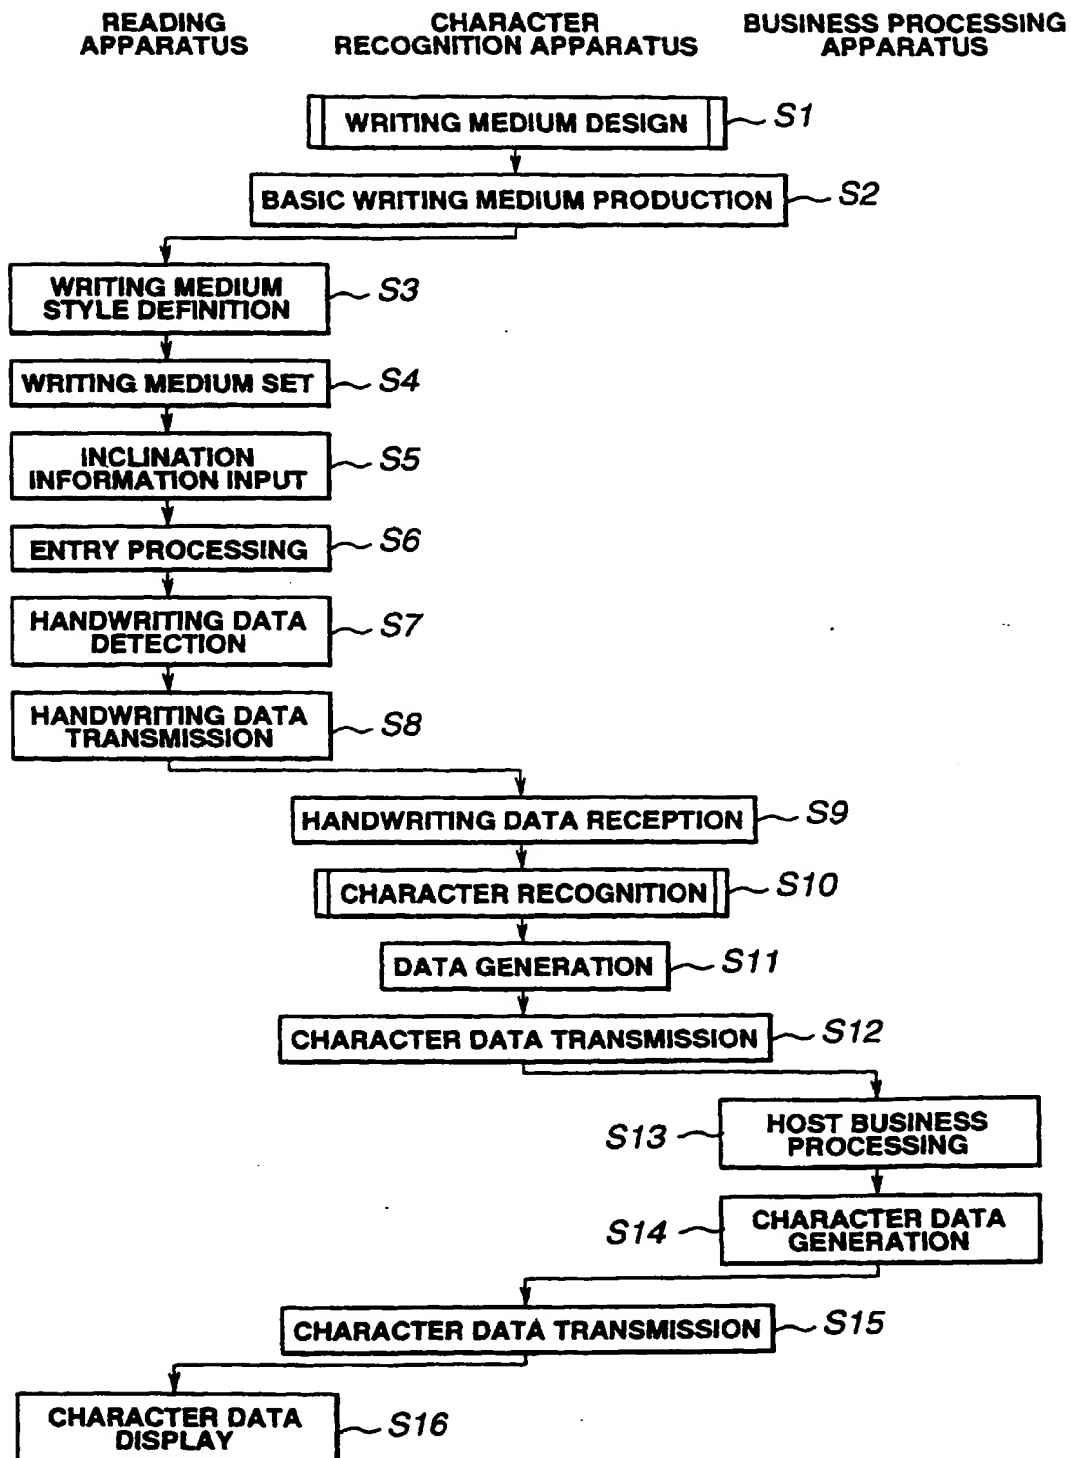 READING
APPARATUS
CHARACTER
RECOGNITION APPARATUS
BUSINESS PROCESSING
APPARATUS
WRITING MEDIUM DESIGN
S1
BASIC WRITING MEDIUM PRODUCTION
S2
WRITING MEDIUM
STYLE DEFINITION
S3
WRITING MEDIUM SET
S4
INCLINATION
INFORMATION INPUT
S5
ENTRY PROCESSING
S6
HANDWRITING DATA
DETECTION
S7
HANDWRITING DATA
TRANSMISSION
S8
HANDWRITING DATA RECEPTION
S9
CHARACTER RECOGNITION
S10
DATA GENERATION
S11
CHARACTER DATA TRANSMISSION
S12
S13
HOST BUSINESS
PROCESSING
S14
CHARACTER DATA
GENERATION
CHARACTER DATA TRANSMISSION
S15
CHARACTER DATA
DISPLAY
S16